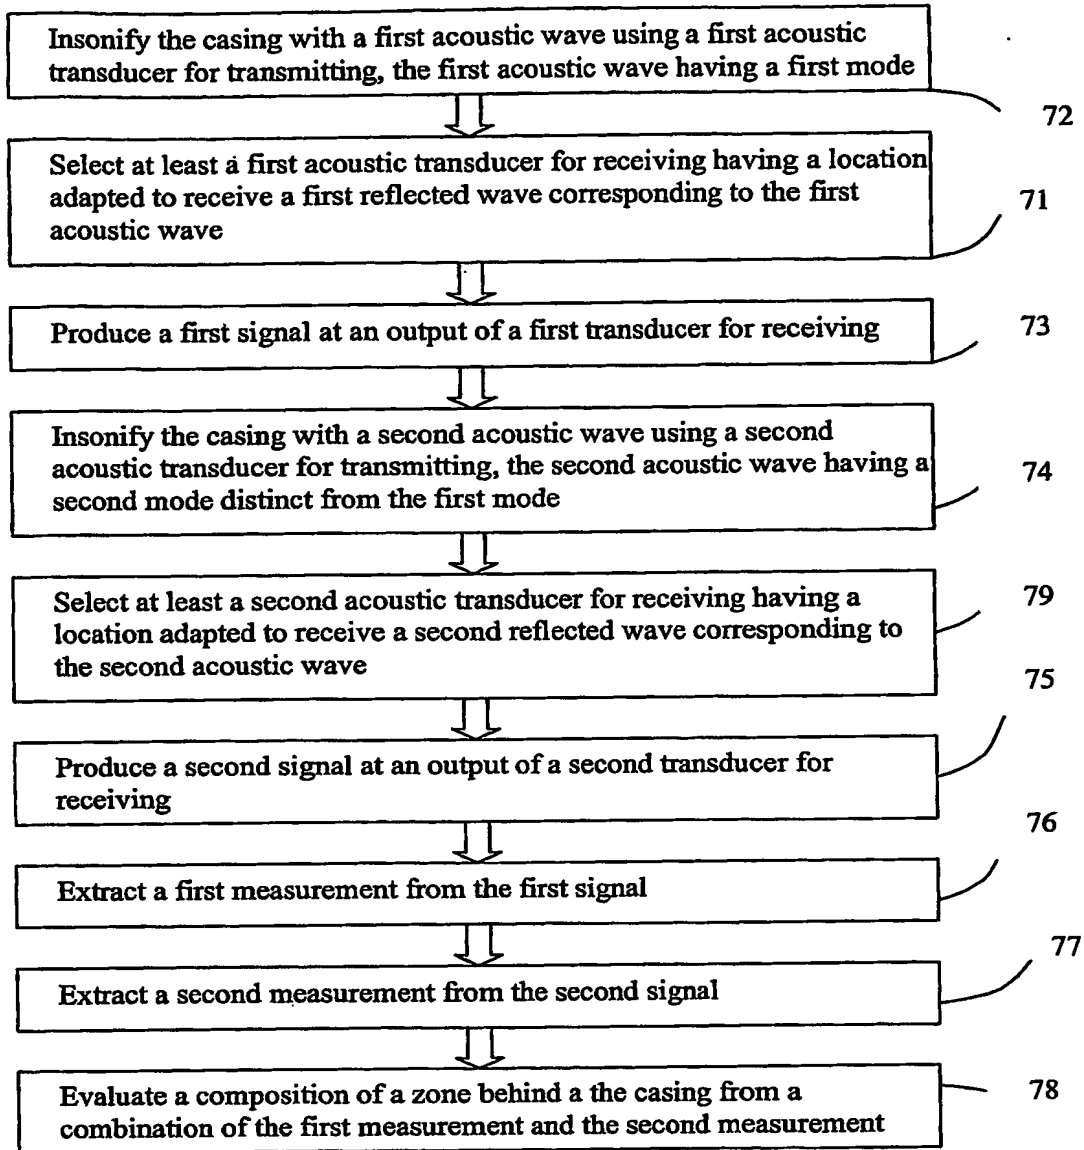 Insonify the casing with a first acoustic wave using a first acoustic
transducer for transmitting, the first acoustic wave having a first mode
72
Select at least a first acoustic transducer for receiving having a location
adapted to receive a first reflected wave corresponding to the first
acoustic wave
71
Produce a first signal at an output of a first transducer for receiving
73
Insonify the casing with a second acoustic wave using a second
acoustic transducer for transmitting, the second acoustic wave having a
second mode distinct from the first mode
74
Select at least a second acoustic transducer for receiving having a
location adapted to receive a second reflected wave corresponding to
the second acoustic wave
79
Produce a second signal at an output of a second transducer for
receiving
75
Extract a first measurement from the first signal
76
Extract a second measurement from the second signal
77
Evaluate a composition of a zone behind a the casing from a
combination of the first measurement and the second measurement
78